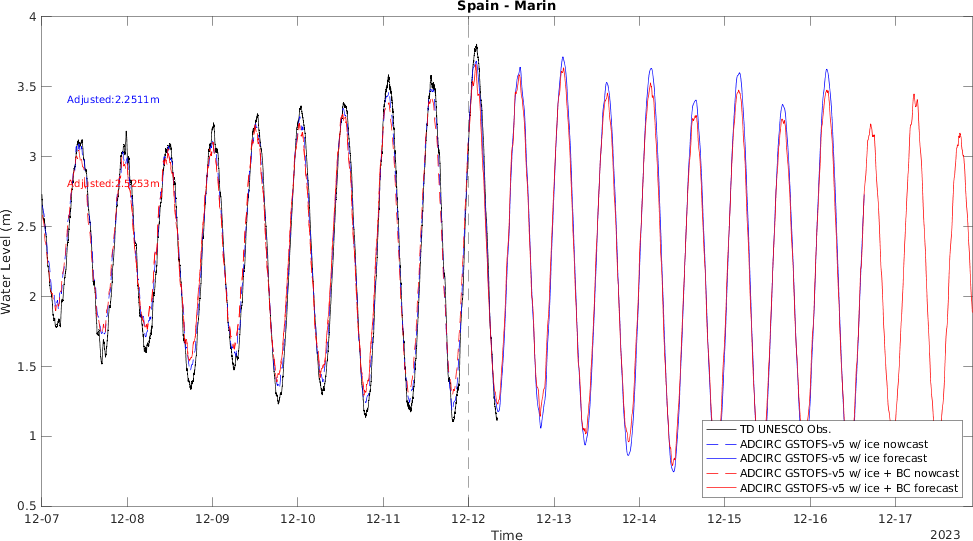 Spain - Marin
4
3.5
3
2.5
2
1.5
1
0.5
Water Level (m)
Adjusted:2.2511m
Adjusted:2.5253m
TD UNESCO Obs.
ADCIRC GSTOFS-v5 w/ ice nowcast
ADCIRC GSTOFS-v5 w/ ice forecast
ADCIRC GSTOFS-v5 w/ ice + BC nowcast
ADCIRC GSTOFS-v5 w/ ice + BC forecast
12-07 12-08 12-09 12-10 12-11 12-12 12-13 12-14 12-15 12-16 12-17
Time
2023